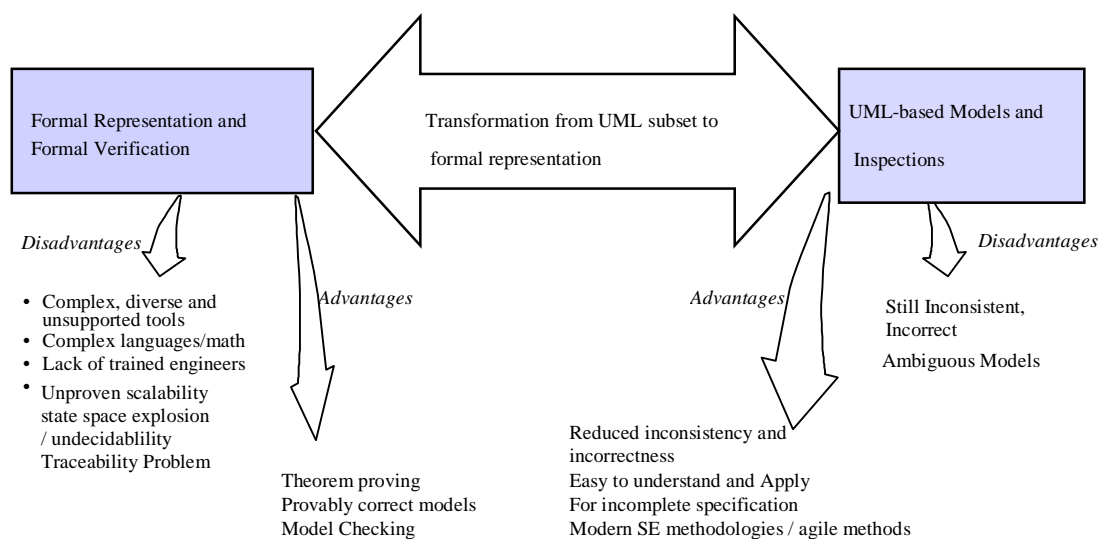 Formal Representation and
Formal Verification
Transformation from UML subset to
formal representation
UML-based Models and
Inspections
Disadvantages
• Complex, diverse and
unsupported tools
• Complex languages/math
• Lack of trained engineers
• Unproven scalability
state space explosion
/ undecidablility
Traceability Problem
Advantages
Theorem proving
Provably correct models
Model Checking
Advantages
Reduced inconsistency and
incorrectness
Easy to understand and Apply
For incomplete specification
Modern SE methodologies / agile methods
Disadvantages
Still Inconsistent,
Incorrect
Ambiguous Models